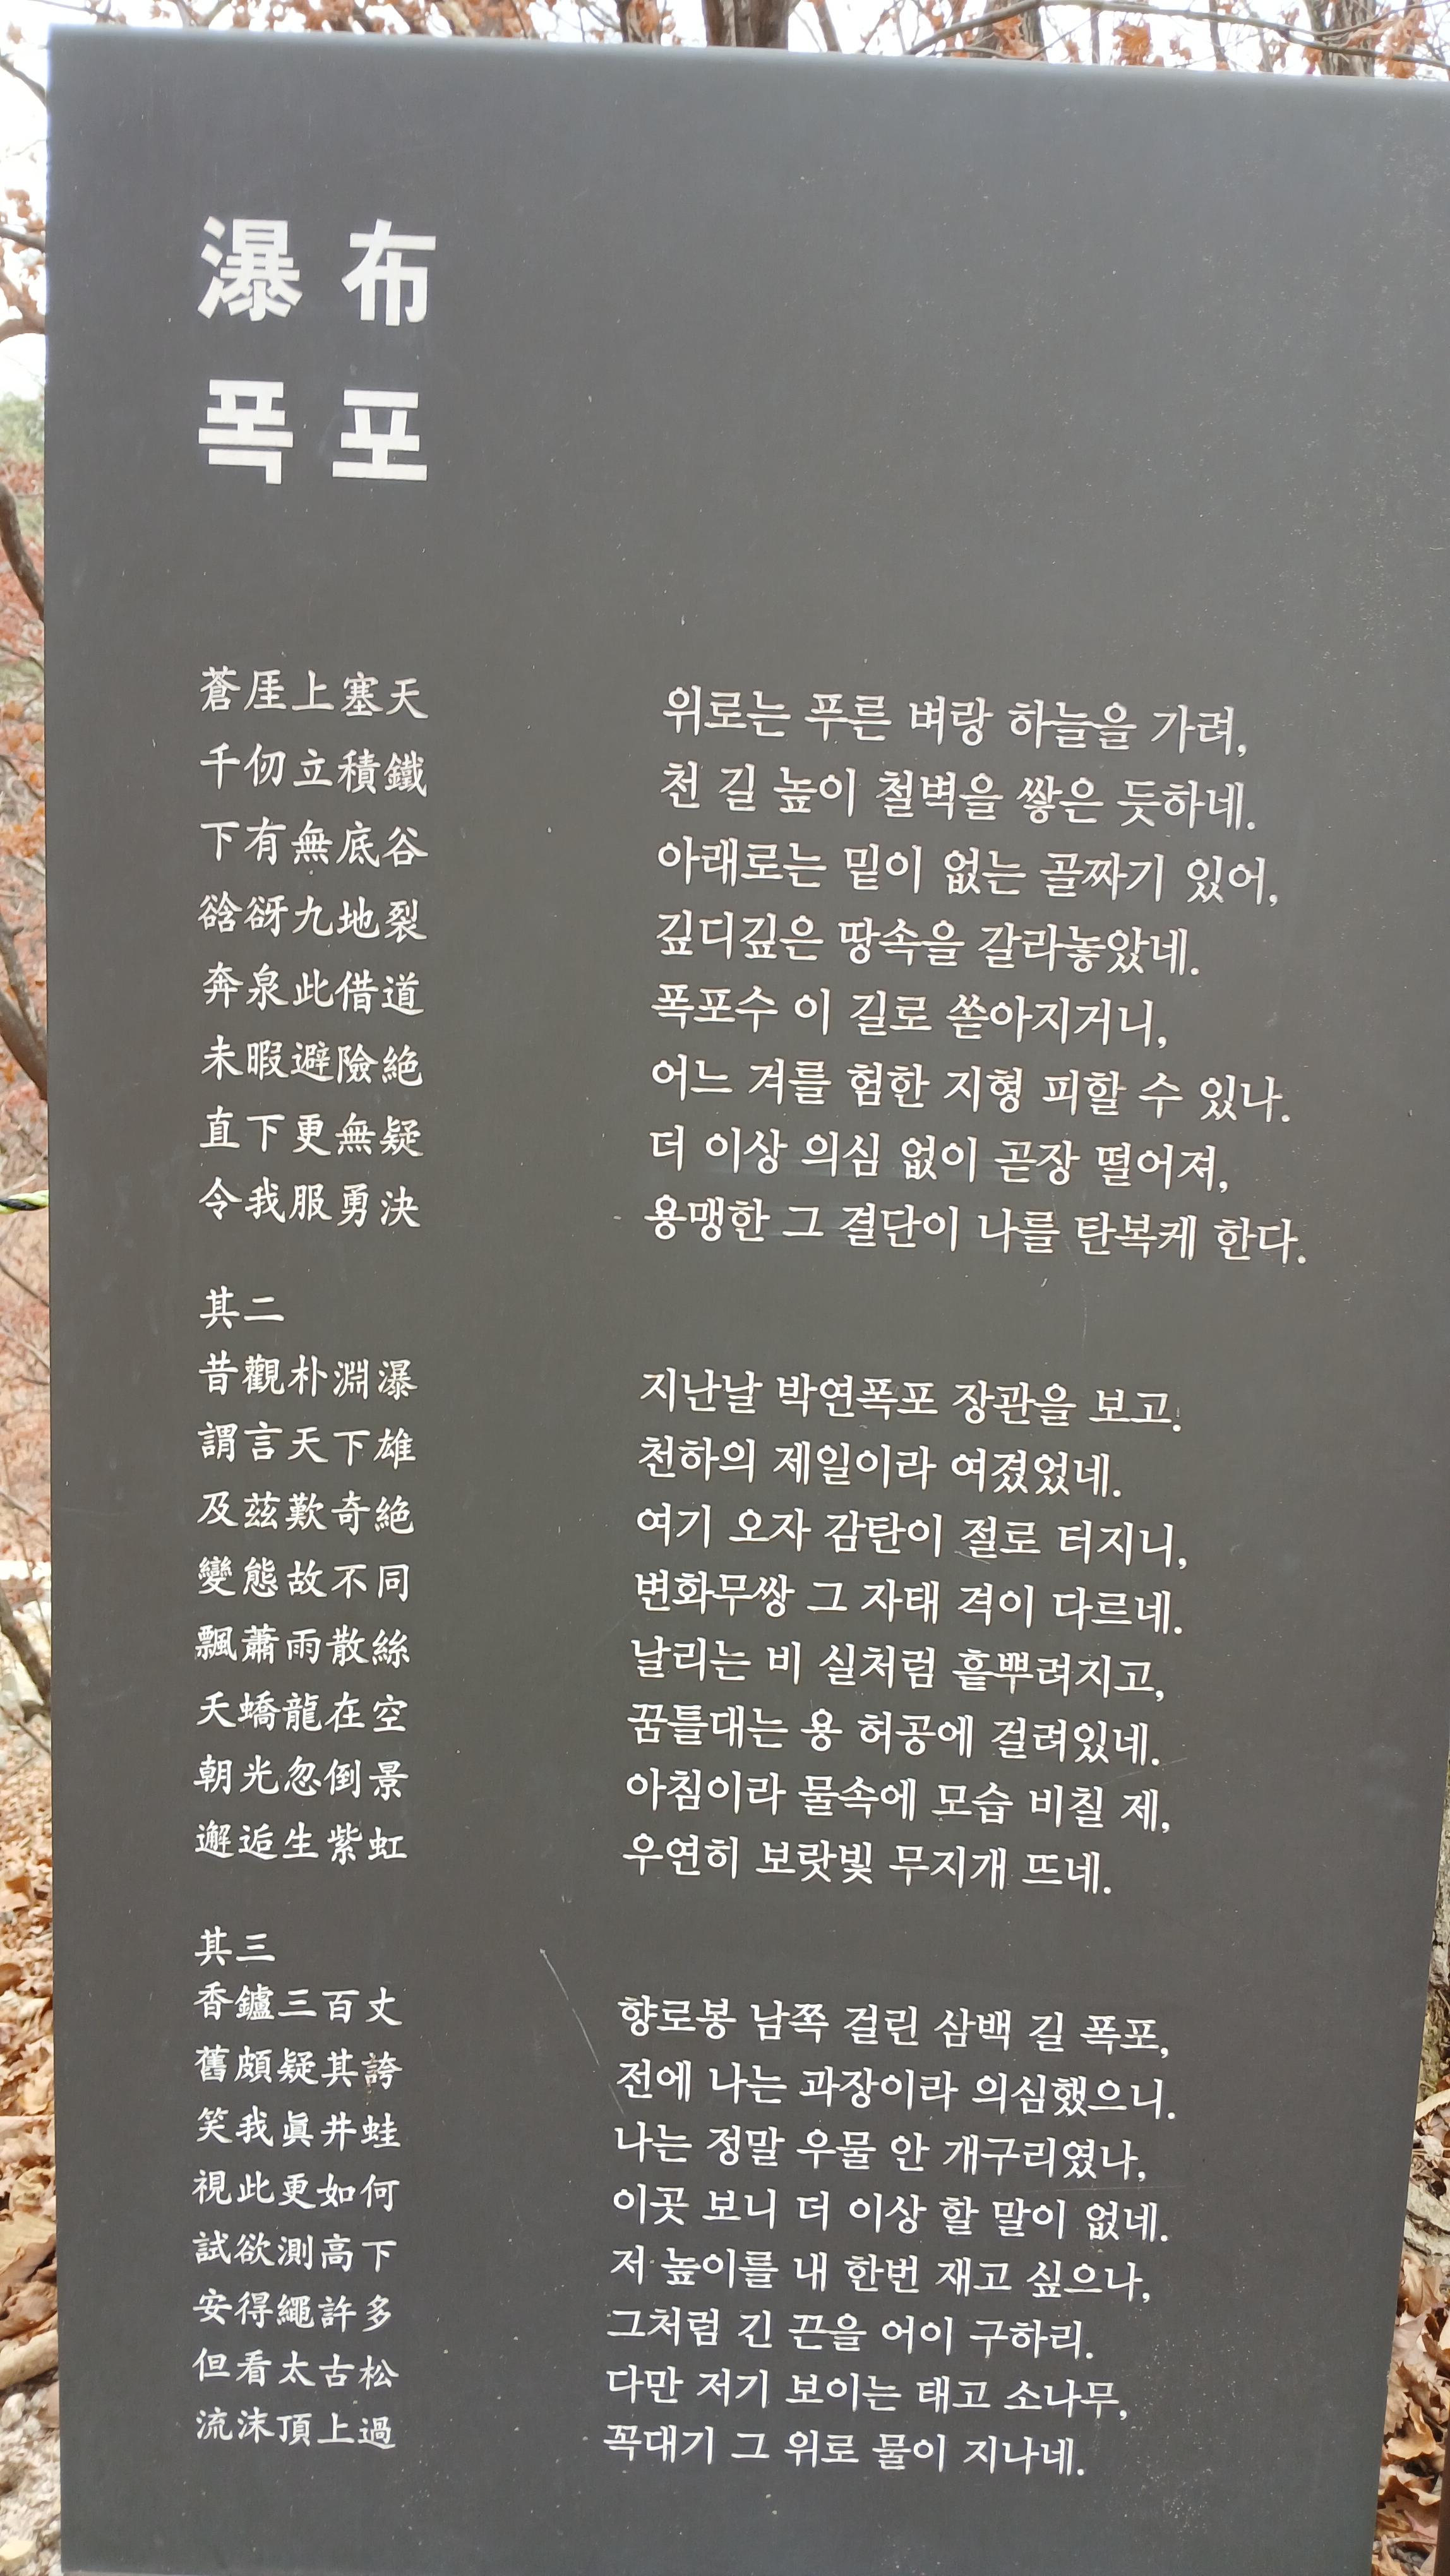 瀑布
폭포
蒼厓上塞天
千仞立積鐵
下有無底谷
谽谺九地裂
奔泉此借道
未暇避險絶
直下更無疑
令我服勇決
위로는 푸른 벼랑 하늘을 가려,
천 길 높이 철벽을 쌓은 듯하네.
아래로는 밑이 없는 골짜기 있어,
깊디깊은 땅속을 갈라놓았네.
폭포수 이 길로 쏟아지거니,
어느 겨를 험한 지형 피할 수 있나.
더 이상 의심 없이 곧장 떨어져,
용맹한 그 결단이 나를 탄복케 한다.
其二
昔觀朴淵瀑
謂言天下雄
及茲歎奇絶
變態故不同
飄蕭雨散絲
夭蟜龍在空
朝光忽倒景
邂逅生紫虹
지난날 박연폭포 장관을 보고.
천하의 제일이라 여겼었네.
여기 오자 감탄이 절로 터지니,
변화무쌍 그 자태 격이 다르네.
날리는 비 실처럼 흩뿌려지고,
꿈틀대는 용 허공에 걸려있네.
아침이라 물속에 모습 비칠 제,
우연히 보랏빛 무지개 뜨네.
其三
香鑪三百丈
舊頗疑其誇
笑我眞井蛙
視此更如何
試欲測高下
安得繩許多
但看太古松
流沫頂上過
향로봉 남쪽 걸린 삼백 길 폭포,
전에 나는 과장이라 의심했으니.
나는 정말 우물 안 개구리였나,
이곳 보니 더 이상 할 말이 없네.
저 높이를 내 한번 재고 싶으나,
그처럼 긴 끈을 어이 구하리.
다만 저기 보이는 태고 소나무,
꼭대기 그 위로 물이 지나네.